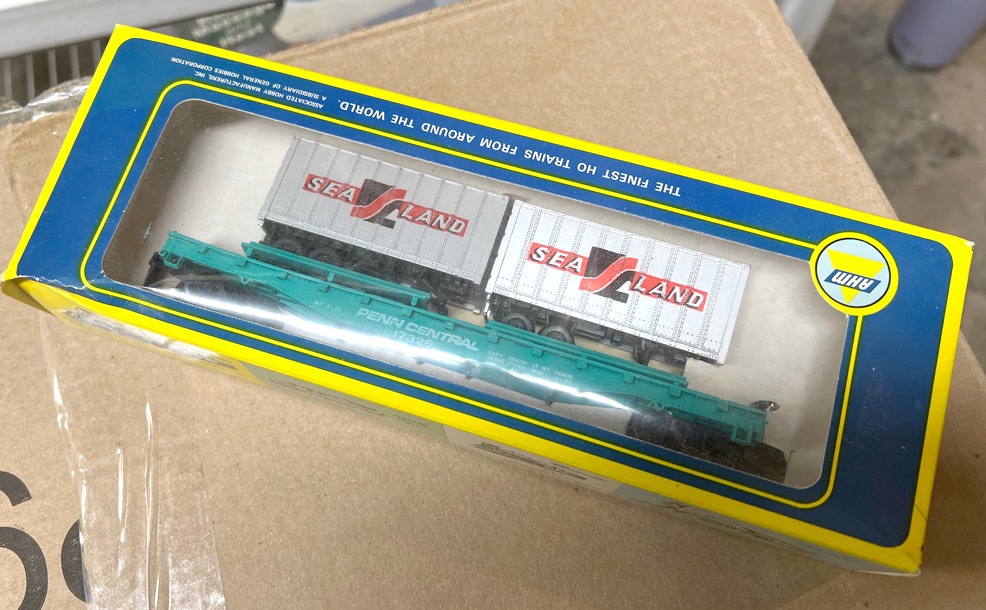 ASSOCIATED HOBBY MANUFACTURERS, INC.
A SUBSIDIARY OF GENERAL HOBBIES CORPORATION
THE FINEST HO TRAINS FROM AROUND THE WORLD.
AHM
SEA LAND
SEA LAND
PENN CENTRAL
17328